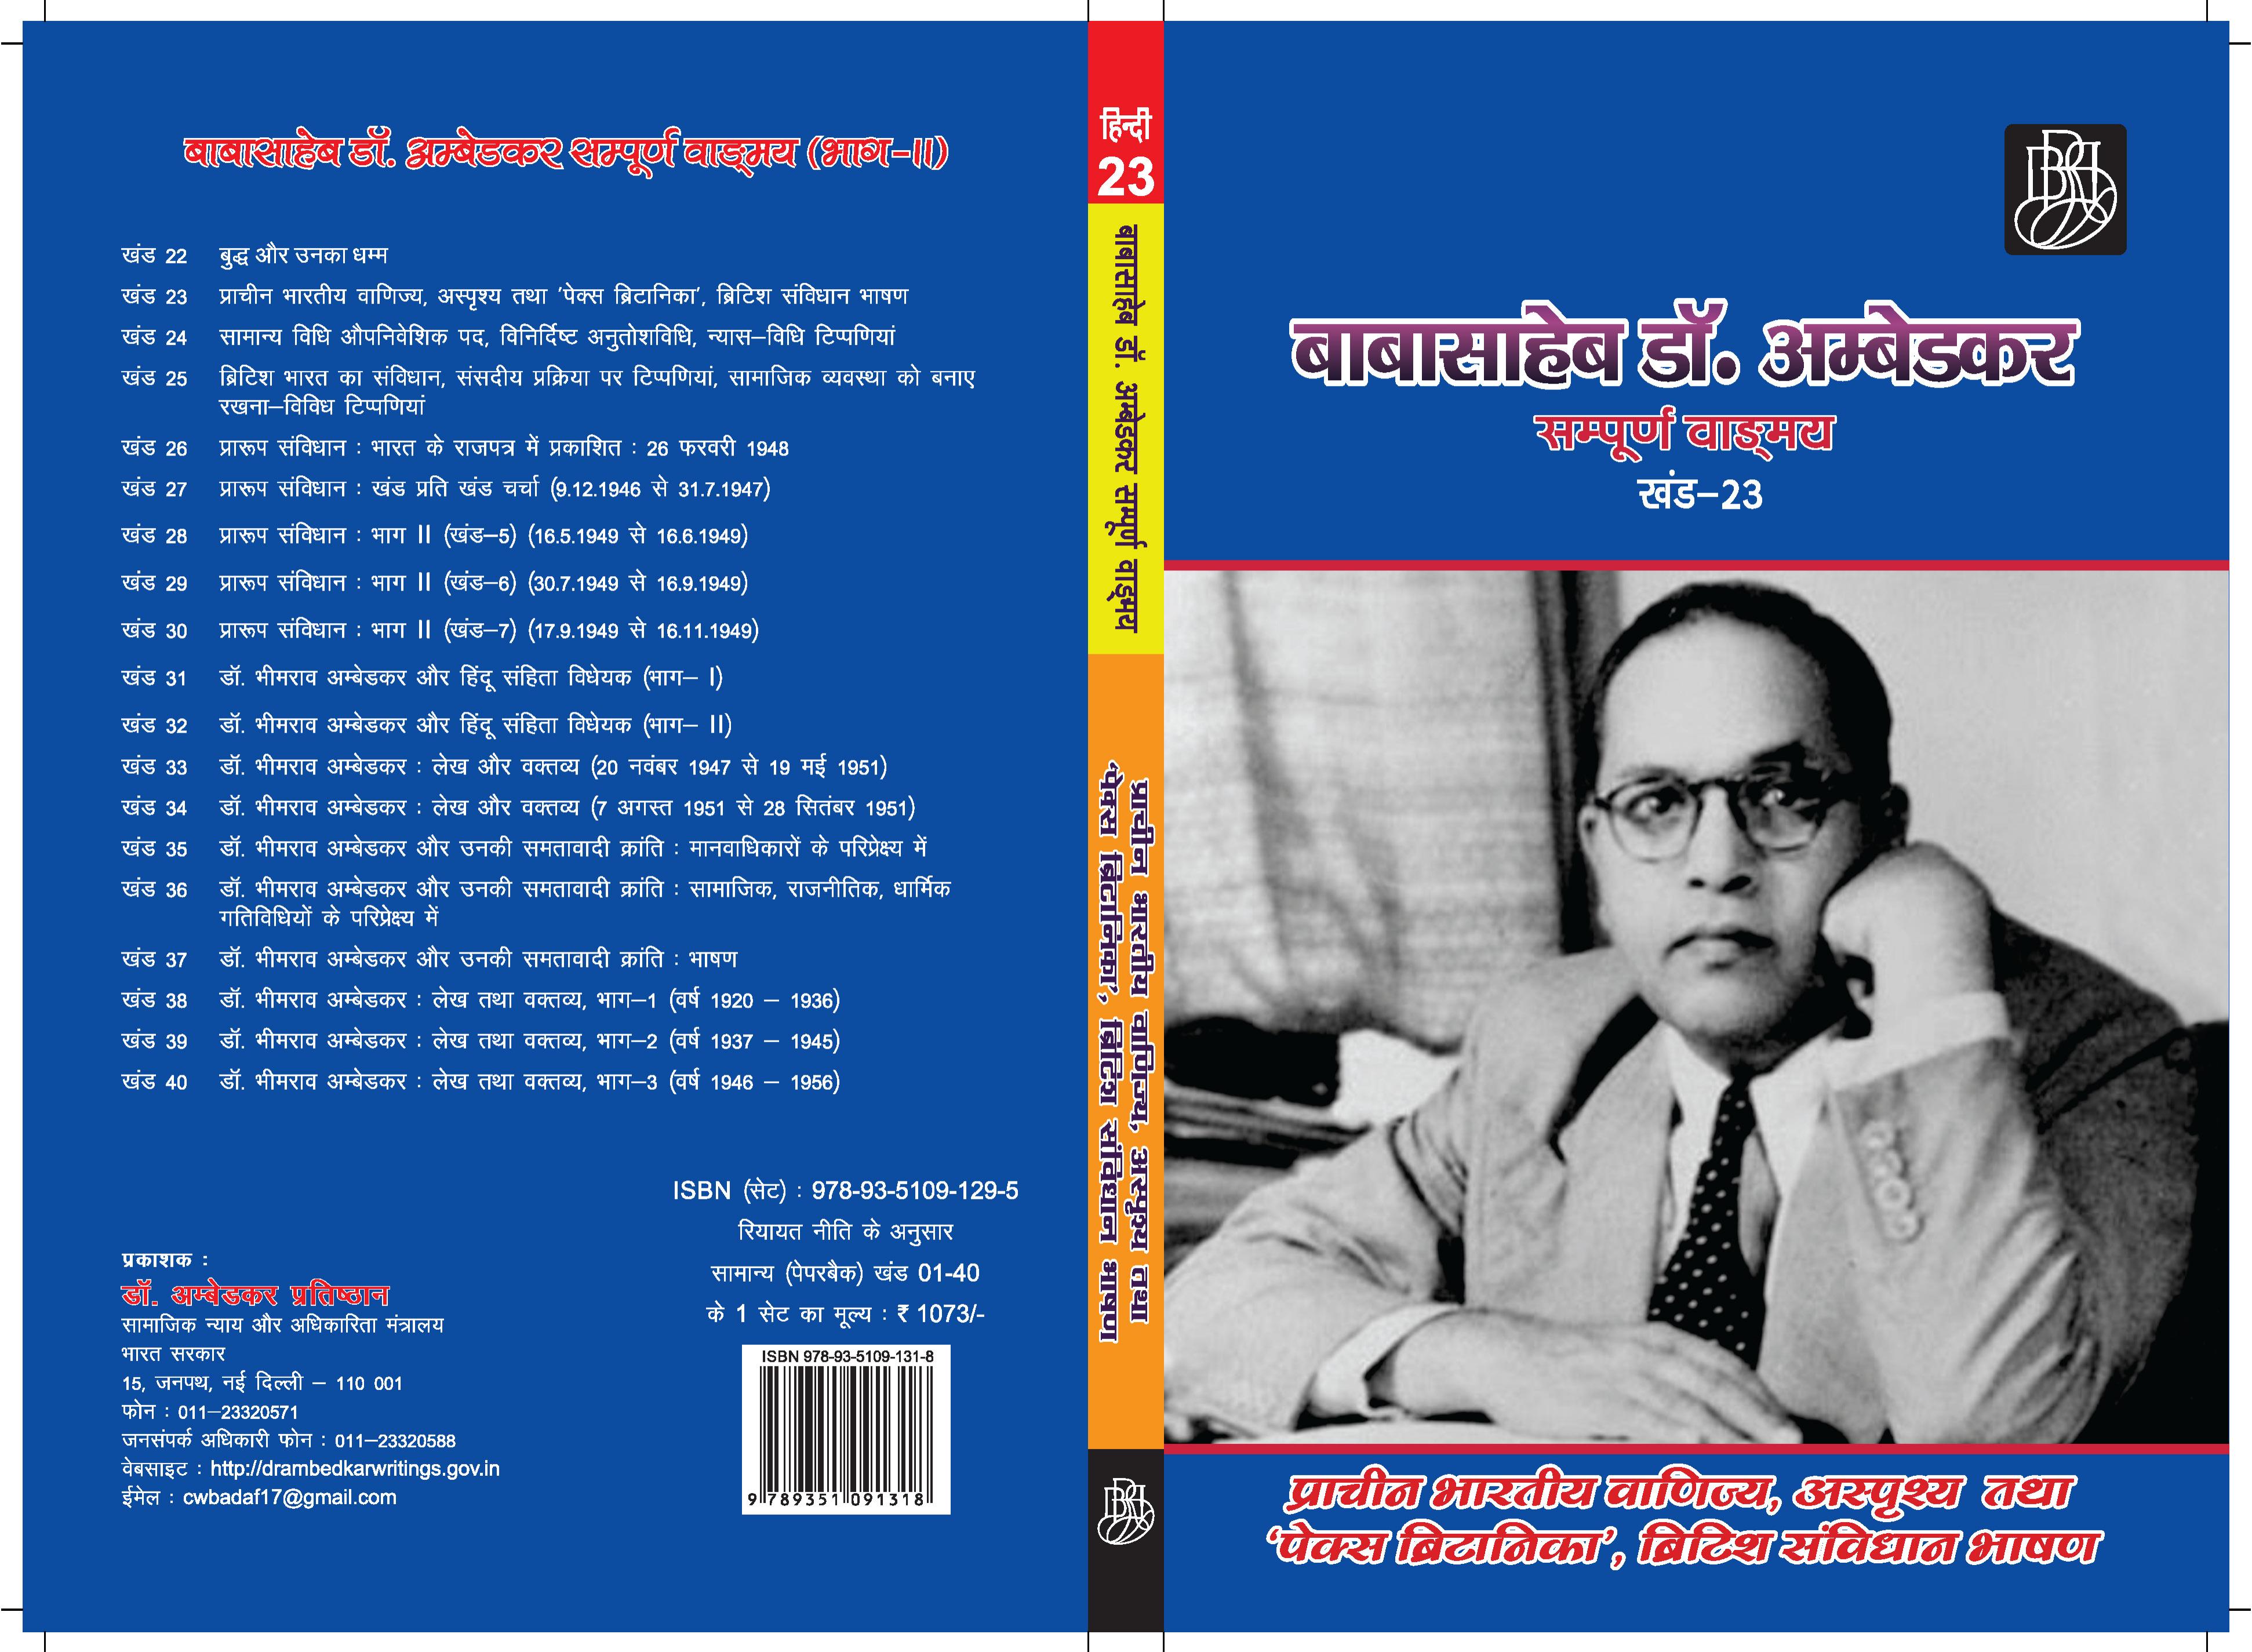 बाबासाहेब डॉ. अम्बेडकर सम्पूर्ण वाङ्मय (भाग-II)
खंड 22 बुद्ध और उनका धम्म
खंड 23 प्राचीन भारतीय वाणिज्य, अस्पृश्य तथा 'पेक्स ब्रिटानिका', ब्रिटिश संविधान भाषण
खंड 24 सामान्य विधि औपनिवेशिक पद, विनिर्दिष्ट अनुतोशविधि, न्यास–विधि टिप्पणियां
खंड 25 ब्रिटिश भारत का संविधान, संसदीय प्रक्रिया पर टिप्पणियां, सामाजिक व्यवस्था को बनाए
रखना–विविध टिप्पणियां
खंड 26 प्रारूप संविधान : भारत के राजपत्र में प्रकाशित : 26 फरवरी 1948
खंड 27 प्रारूप संविधान : खंड प्रति खंड चर्चा (9.12.1946 से 31.7.1947)
खंड 28 प्रारूप संविधान : भाग II (खंड–5) (16.5.1949 से 16.6.1949)
खंड 29 प्रारूप संविधान : भाग II (खंड–6) (30.7.1949 से 16.9.1949)
खंड 30 प्रारूप संविधान : भाग II (खंड–7) (17.9.1949 से 16.11.1949)
खंड 31 डॉ. भीमराव अम्बेडकर और हिंदू संहिता विधेयक (भाग– I)
खंड 32 डॉ. भीमराव अम्बेडकर और हिंदू संहिता विधेयक (भाग– II)
खंड 33 डॉ. भीमराव अम्बेडकर : लेख और वक्तव्य (20 नवंबर 1947 से 19 मई 1951)
खंड 34 डॉ. भीमराव अम्बेडकर : लेख और वक्तव्य (7 अगस्त 1951 से 28 सितंबर 1951)
खंड 35 डॉ. भीमराव अम्बेडकर और उनकी समतावादी क्रांति : मानवाधिकारों के परिप्रेक्ष्य में
खंड 36 डॉ. भीमराव अम्बेडकर और उनकी समतावादी क्रांति : सामाजिक, राजनीतिक, धार्मिक
गतिविधियों के परिप्रेक्ष्य में
खंड 37 डॉ. भीमराव अम्बेडकर और उनकी समतावादी क्रांति : भाषण
खंड 38 डॉ. भीमराव अम्बेडकर : लेख तथा वक्तव्य, भाग–1 (वर्ष 1920 – 1936)
खंड 39 डॉ. भीमराव अम्बेडकर : लेख तथा वक्तव्य, भाग–2 (वर्ष 1937 – 1945)
खंड 40 डॉ. भीमराव अम्बेडकर : लेख तथा वक्तव्य, भाग–3 (वर्ष 1946 – 1956)
ISBN (सेट) : 978-93-5109-129-5
रियायत नीति के अनुसार
सामान्य (पेपरबैक) खंड 01-40
के 1 सेट का मूल्य : ₹ 1073/-
ISBN 978-93-5109-131-8
9 789351 091318
प्रकाशक :
डॉ. अम्बेडकर प्रतिष्ठान
सामाजिक न्याय और अधिकारिता मंत्रालय
भारत सरकार
15, जनपथ, नई दिल्ली – 110 001
फोन : 011–23320571
जनसंपर्क अधिकारी फोन : 011–23320588
वेबसाइट : http://drambedkarwritings.gov.in
ईमेल : cwbadaf17@gmail.com
हिन्दी
23
बाबासाहेब डॉ. अम्बेडकर सम्पूर्ण वाङ्मय
प्राचीन भारतीय वाणिज्य, अस्पृश्य तथा
'पेक्स ब्रिटानिका', ब्रिटिश संविधान भाषण
बाबासाहेब डॉ. अम्बेडकर
सम्पूर्ण वाङ्मय
खंड–23
प्राचीन भारतीय वाणिज्य, अस्पृश्य तथा
'पेक्स ब्रिटानिका', ब्रिटिश संविधान भाषण